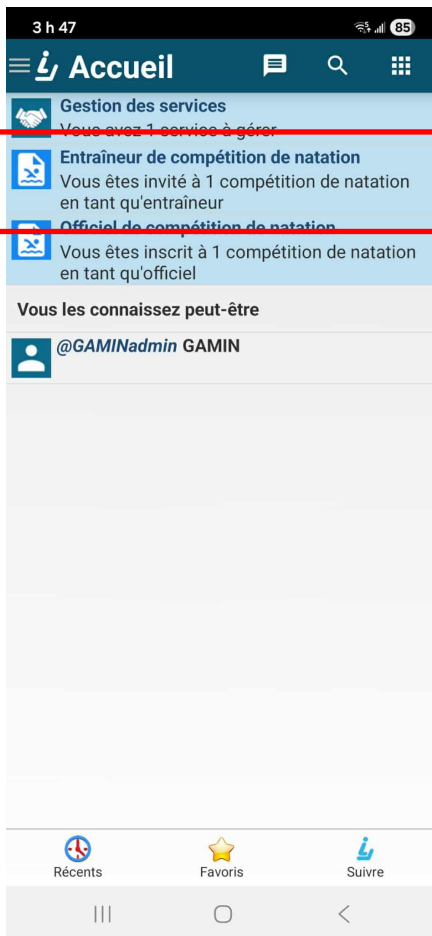 3 h 47
85
Accueil
Gestion des services
Vous avez 1 service à gérer
Entraîneur de compétition de natation
Vous êtes invité à 1 compétition de natation
en tant qu'entraîneur
Officiel de compétition de natation
Vous êtes inscrit à 1 compétition de natation
en tant qu'officiel
Vous les connaissez peut-être
@GAMINadmin GAMIN
Récents Favoris Suivre